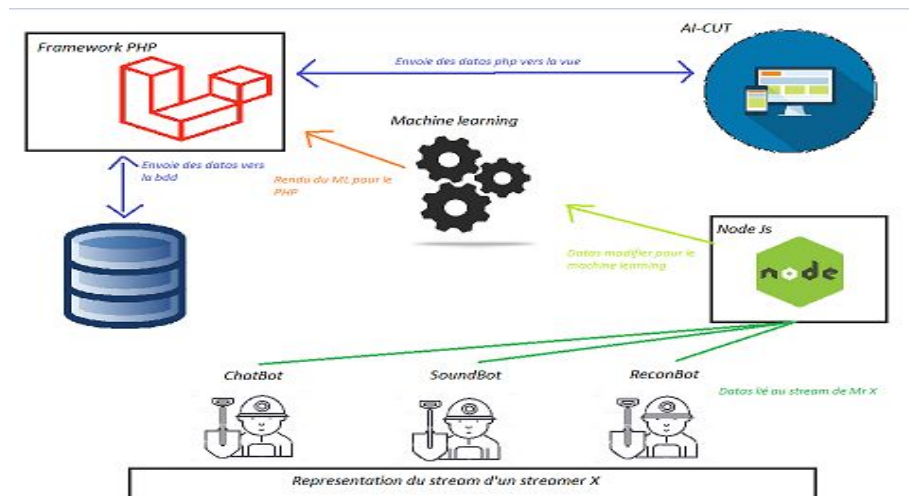 AI-CUT
Framework PHP
Envoie des datas php vers la vue
Machine learning
Envoie des datas vers
la bdd
Rendu du ML pour le
PHP
Node Js
node
Datas modifier pour le
machine learning
ChatBot
SoundBot
ReconBot
Datas lié au stream de Mr X
Representation du stream d'un streamer X